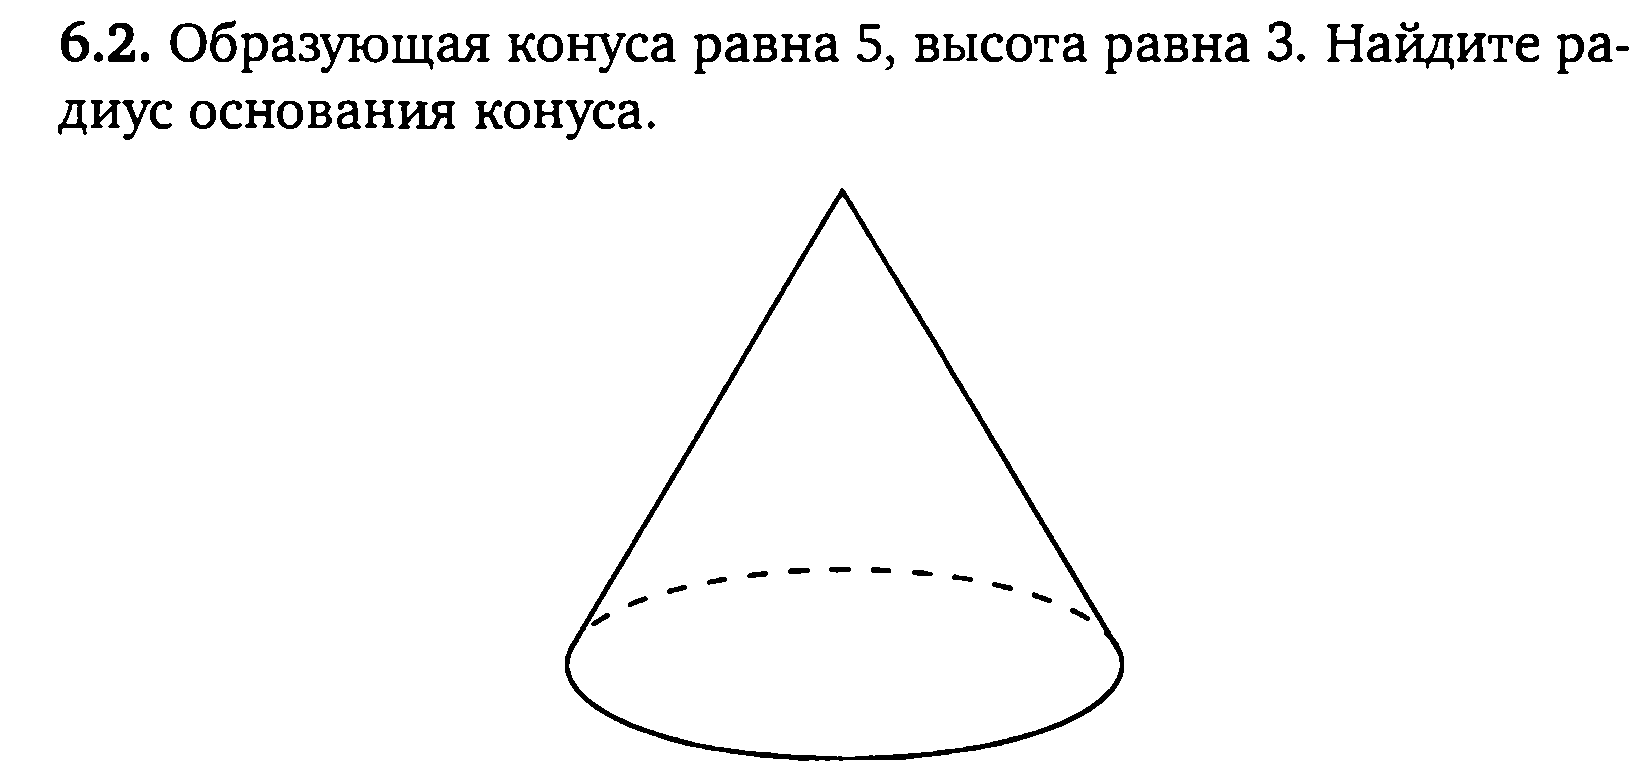 6.2. Образующая конуса равна 5, высота равна 3. Найдите ра-
диус основания конуса.